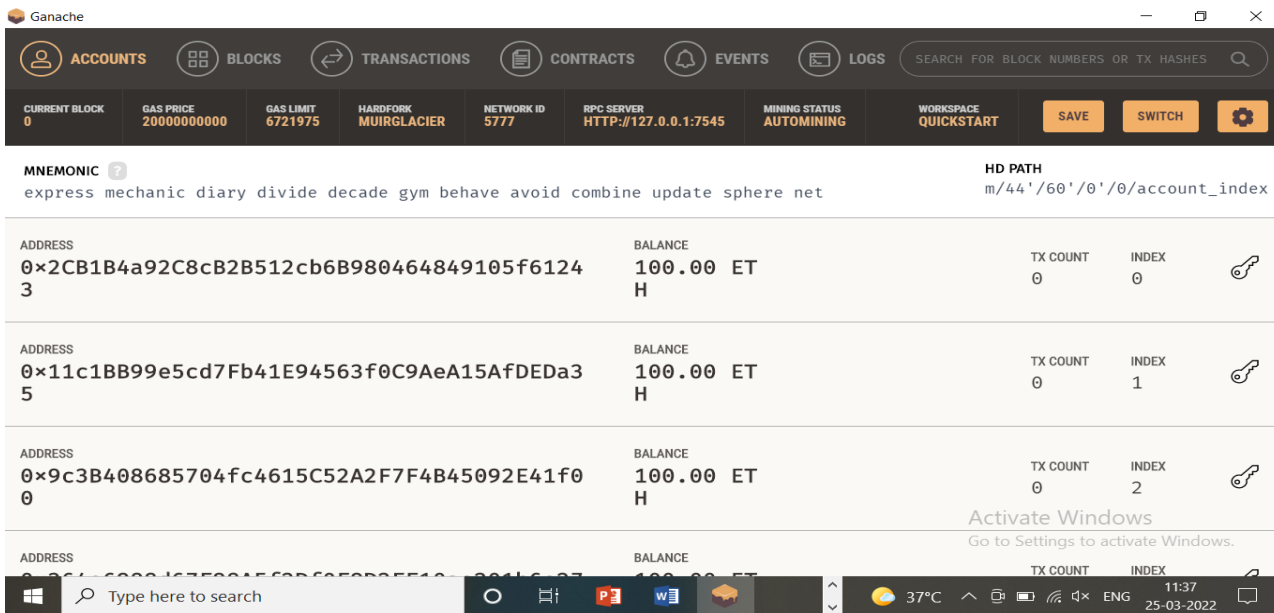 Ganache
ACCOUNTS BLOCKS TRANSACTIONS CONTRACTS EVENTS LOGS SEARCH FOR BLOCK NUMBERS OR TX HASHES
CURRENT BLOCK GAS PRICE GAS LIMIT HARDFORK NETWORK ID RPC SERVER MINING STATUS WORKSPACE
0 20000000000 6721975 MUIRGLACIER 5777 HTTP://127.0.0.1:7545 AUTOMINING QUICKSTART SAVE SWITCH
MNEMONIC ? HD PATH
express mechanic diary divide decade gym behave avoid combine update sphere net m/44'/60'/0'/0/account_index
ADDRESS BALANCE TX COUNT INDEX
0×2CB1B4a92C8cB2B512cb6B980464849105f6124 100.00 ET 0 0
3 H
ADDRESS BALANCE TX COUNT INDEX
0×11c1BB99e5cd7Fb41E94563f0C9AeA15AfDEDa3 100.00 ET 0 1
5 H
ADDRESS BALANCE TX COUNT INDEX
0×9c3B408685704fc4615C52A2F7F4B45092E41f0 100.00 ET 0 2
0 H
Activate Windows
Go to Settings to activate Windows.
ADDRESS BALANCE TX COUNT INDEX
Type here to search 37°C ENG 11:37
25-03-2022